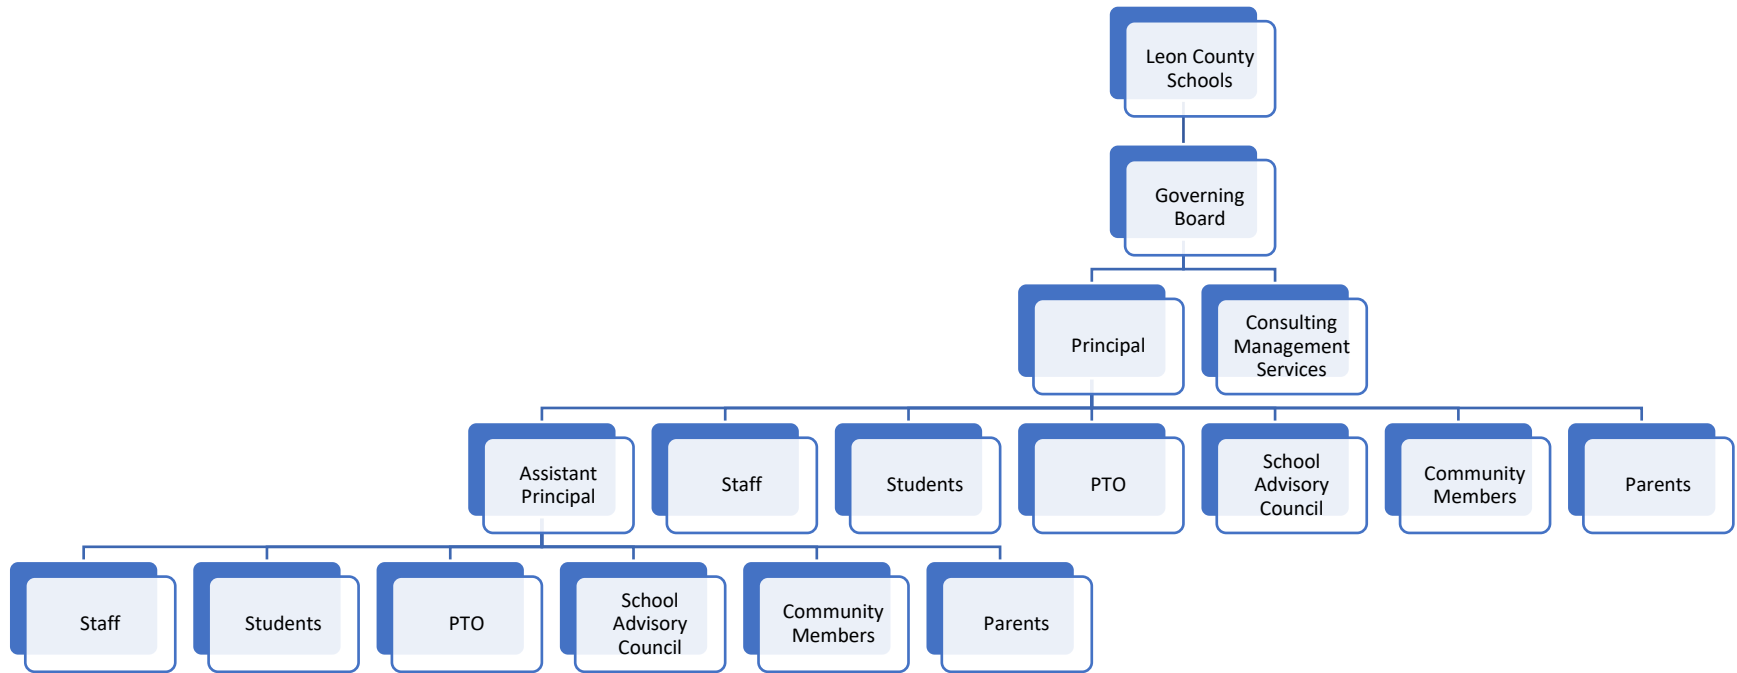 Leon County
Schools
Governing
Board
Principal
Consulting
Management
Services
Assistant
Principal
Staff
Students
PTO
School
Advisory
Council
Community
Members
Parents
Staff
Students
PTO
School
Advisory
Council
Community
Members
Parents